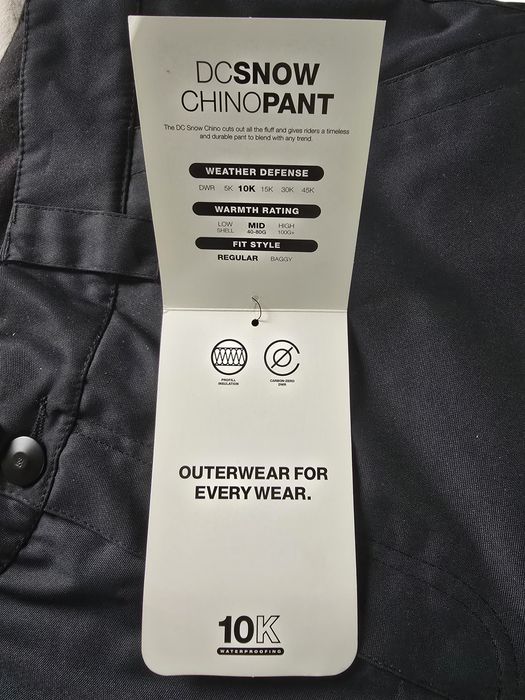 DCSNOW
CHINOPANT
The DC Snow Chino cuts out all the fluff and gives riders a timeless
and durable pant to blend with any trend.
WEATHER DEFENSE
DWR 5K 10K 15K 30K 45K
WARMTH RATING
LOW MID HIGH
SHELL 40-80G 100G+
FIT STYLE
REGULAR BAGGY
PROFILL CARBON-ZERO
INSULATION DWR
OUTERWEAR FOR
EVERY WEAR.
10K
WATERPROOFING